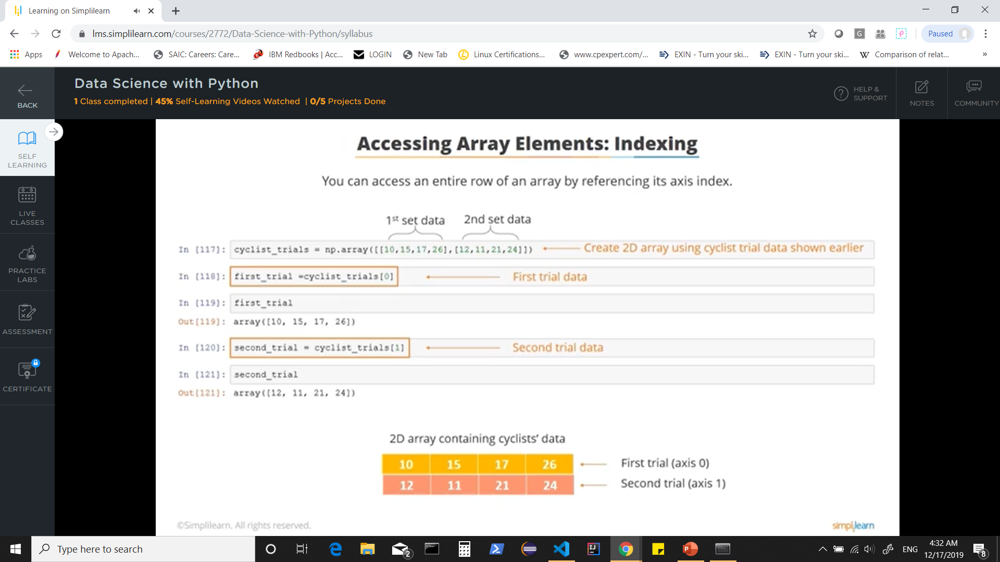 Learning on Simplilearn
lms.simplilearn.com/courses/2772/Data-Science-with-Python/syllabus
G
Paused
Apps
Welcome to Apach...
SAIC: Careers: Care...
IBM Redbooks | Acc...
LOGIN
New Tab
Linux Certifications...
www.cpexpert.com/...
EXIN - Turn your ski...
EXIN - Turn your ski...
W Comparison of relat...
»
BACK
Data Science with Python
1 Class completed | 45% Self-Learning Videos Watched | 0/5 Projects Done
? HELP &
SUPPORT
NOTES
COMMUNITY
SELF
LEARNING
LIVE
CLASSES
PRACTICE
LABS
ASSESSMENT
CERTIFICATE
Accessing Array Elements: Indexing
You can access an entire row of an array by referencing its axis index.
1st set data 2nd set data
In [117]: cyclist_trials = np.array([[10,15,17,26],[12,11,21,24]]) Create 2D array using cyclist trial data shown earlier
In [118]: first_trial =cyclist_trials[0] First trial data
In [119]: first_trial
Out[119]: array([10, 15, 17, 26])
In [120]: second_trial = cyclist_trials[1] Second trial data
In [121]: second_trial
Out[121]: array([12, 11, 21, 24])
2D array containing cyclists' data
10 15 17 26 First trial (axis 0)
12 11 21 24 Second trial (axis 1)
©Simplilearn. All rights reserved.
simplilearn
Type here to search
2
IJ
P
ENG
4:32 AM
12/17/2019
8